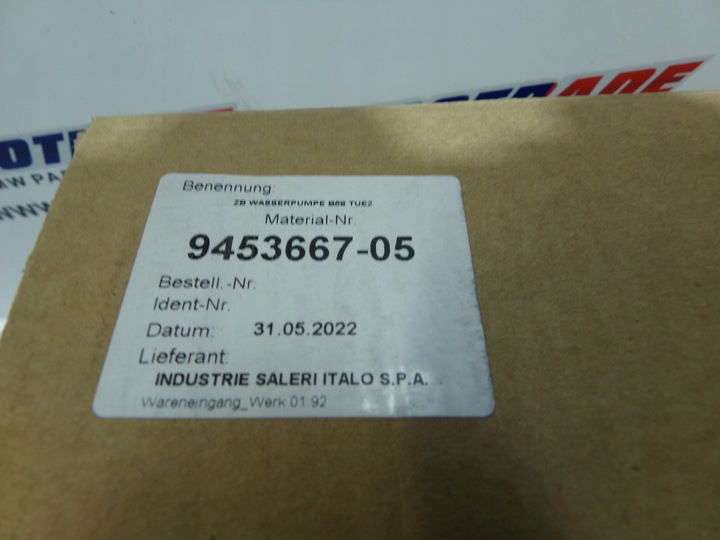 OTRADE
Benennung:
ZB WASSERPUMPE B58 TUE2
Material-Nr.
9453667-05
Bestell.-Nr.
Ident-Nr.
Datum: 31.05.2022
Lieferant:
INDUSTRIE SALERI ITALO S.P.A.
Wareneingang_Werk 01.92